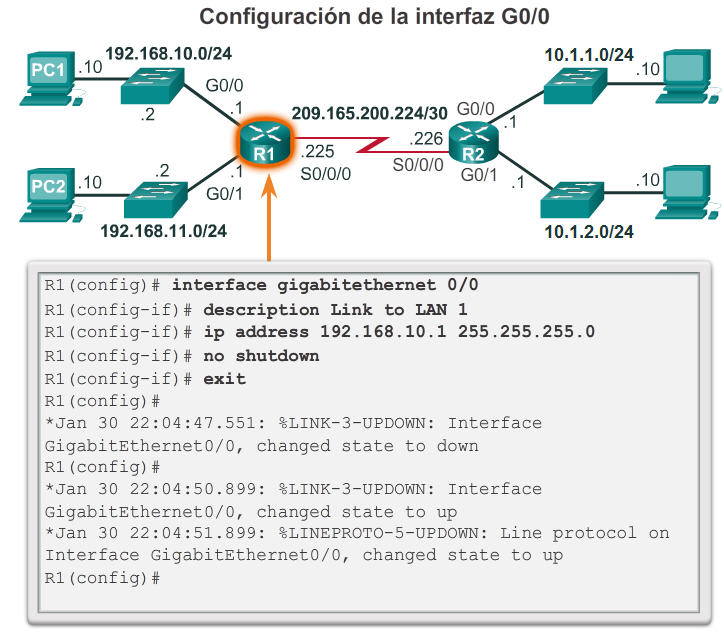 Configuración de la interfaz G0/0
192.168.10.0/24
10.1.1.0/24
PC1
.10
.10
G0/0
.2
.1
209.165.200.224/30
G0/0
.1
R1
.225
.226
R2
S0/0/0
S0/0/0
PC2
.10
.2
.1
G0/1
G0/1
.1
.10
192.168.11.0/24
10.1.2.0/24
R1(config)# interface gigabitethernet 0/0
R1(config-if)# description Link to LAN 1
R1(config-if)# ip address 192.168.10.1 255.255.255.0
R1(config-if)# no shutdown
R1(config-if)# exit
R1(config)#
*Jan 30 22:04:47.551: %LINK-3-UPDOWN: Interface
GigabitEthernet0/0, changed state to down
R1(config)#
*Jan 30 22:04:50.899: %LINK-3-UPDOWN: Interface
GigabitEthernet0/0, changed state to up
*Jan 30 22:04:51.899: %LINEPROTO-5-UPDOWN: Line protocol on
Interface GigabitEthernet0/0, changed state to up
R1(config)#